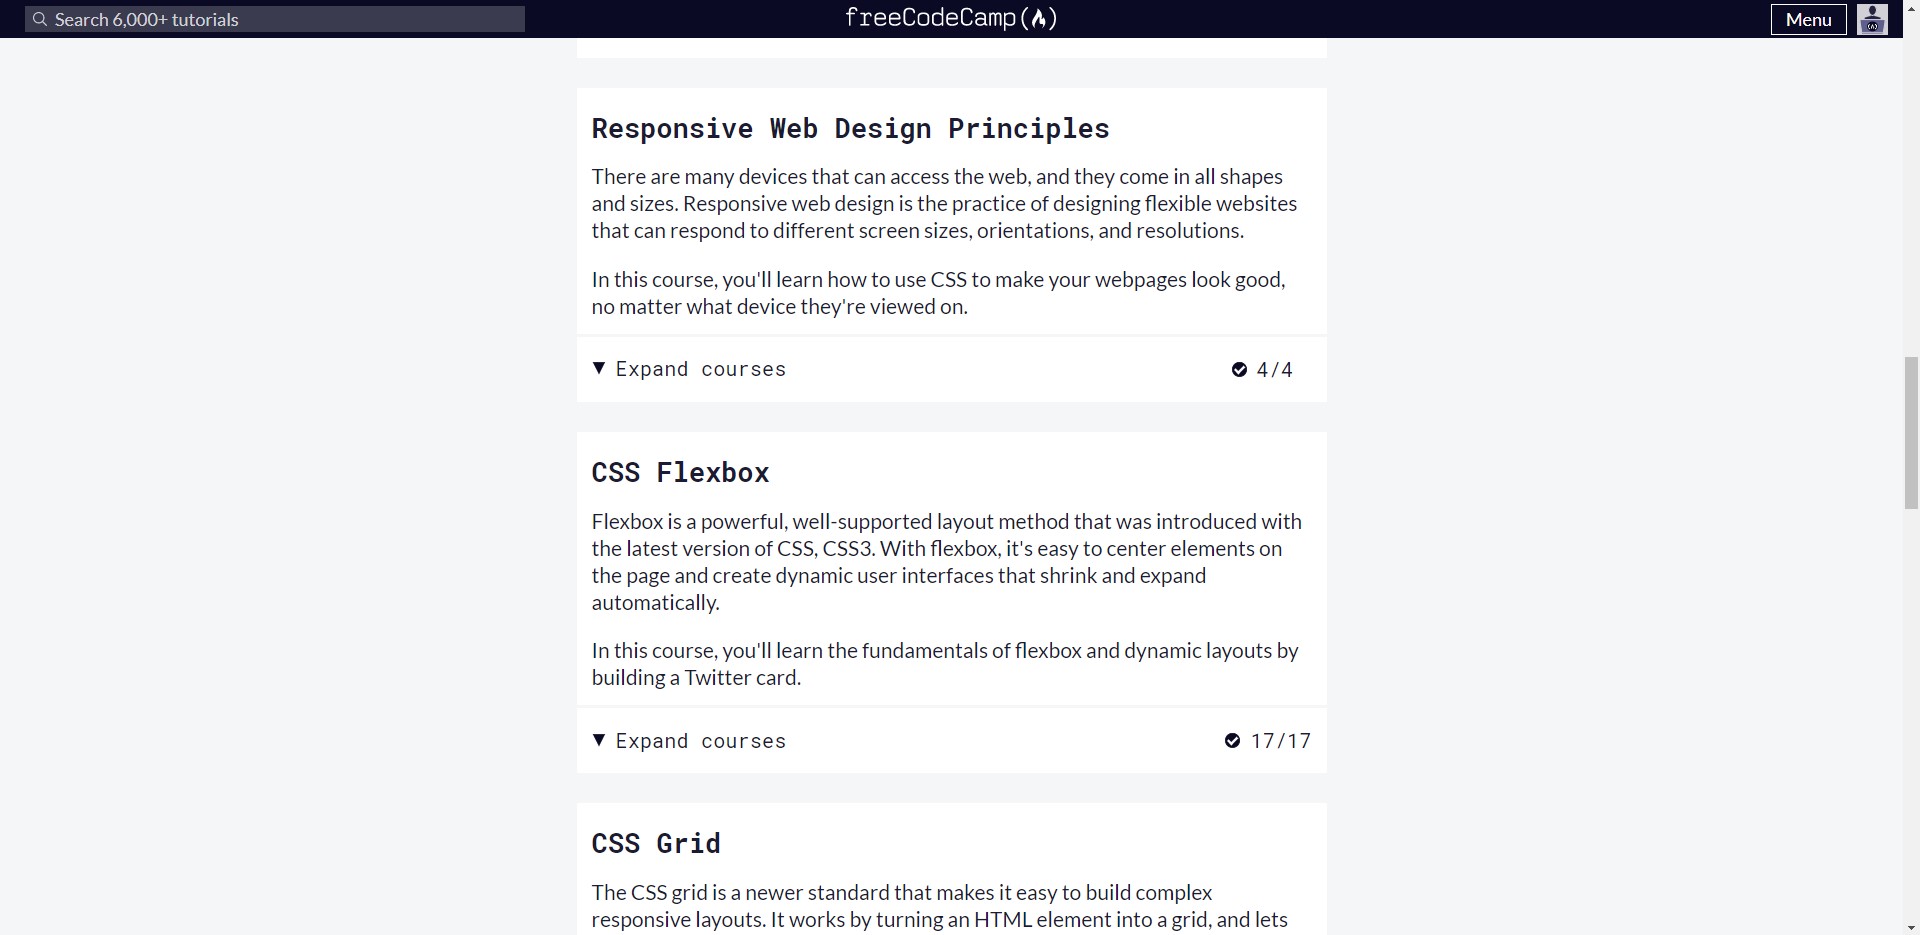 Search 6,000+ tutorials
freeCodeCamp(🔥)
Menu
Responsive Web Design Principles
There are many devices that can access the web, and they come in all shapes
and sizes. Responsive web design is the practice of designing flexible websites
that can respond to different screen sizes, orientations, and resolutions.
In this course, you'll learn how to use CSS to make your webpages look good,
no matter what device they're viewed on.
▼ Expand courses
4/4
CSS Flexbox
Flexbox is a powerful, well-supported layout method that was introduced with
the latest version of CSS, CSS3. With flexbox, it's easy to center elements on
the page and create dynamic user interfaces that shrink and expand
automatically.
In this course, you'll learn the fundamentals of flexbox and dynamic layouts by
building a Twitter card.
▼ Expand courses
17/17
CSS Grid
The CSS grid is a newer standard that makes it easy to build complex
responsive layouts. It works by turning an HTML element into a grid, and lets